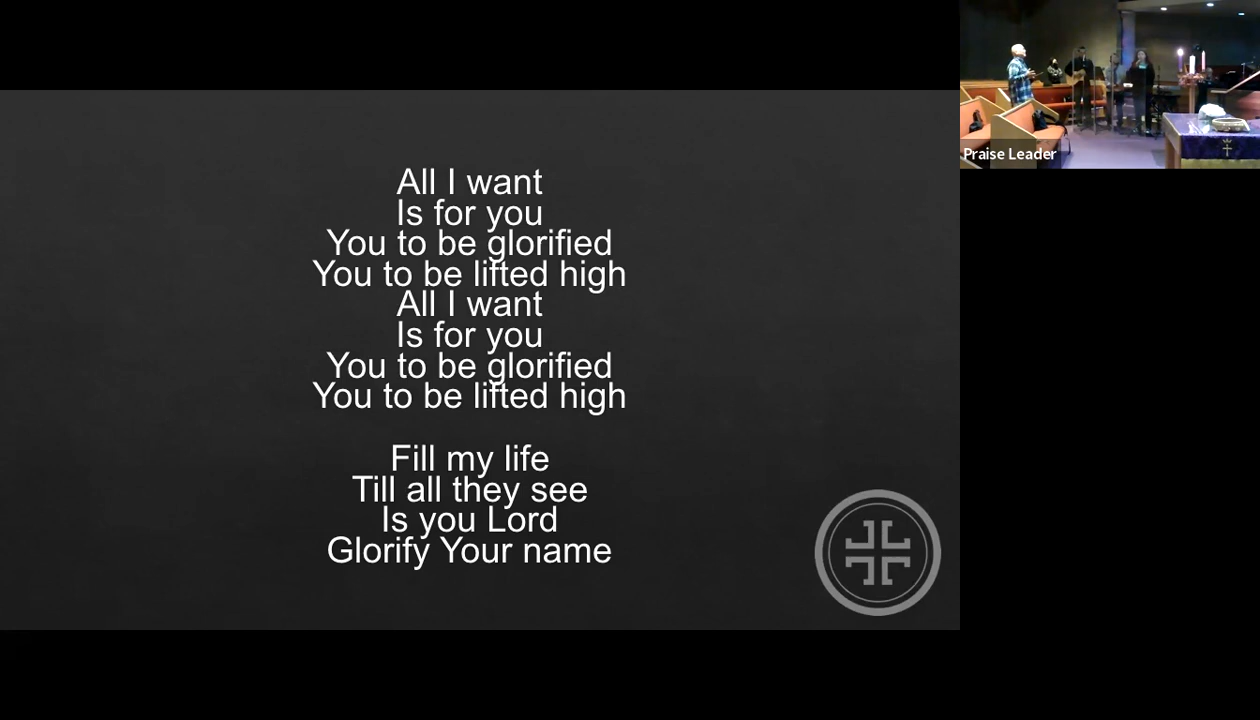 All I want
Is for you
You to be glorified
You to be lifted high
All I want
Is for you
You to be glorified
You to be lifted high
Fill my life
Till all they see
Is you Lord
Glorify Your name
Praise Leader